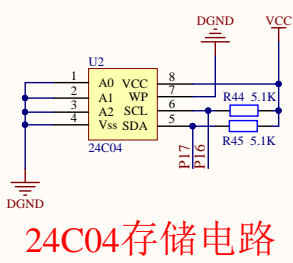 DGND
VCC
U2
1
A0
VCC
8
2
A1
WP
7
3
A2
SCL
6
R44 5.1K
4
Vss
SDA
5
R45 5.1K
24C04
P17
P16
DGND
24C04存储电路